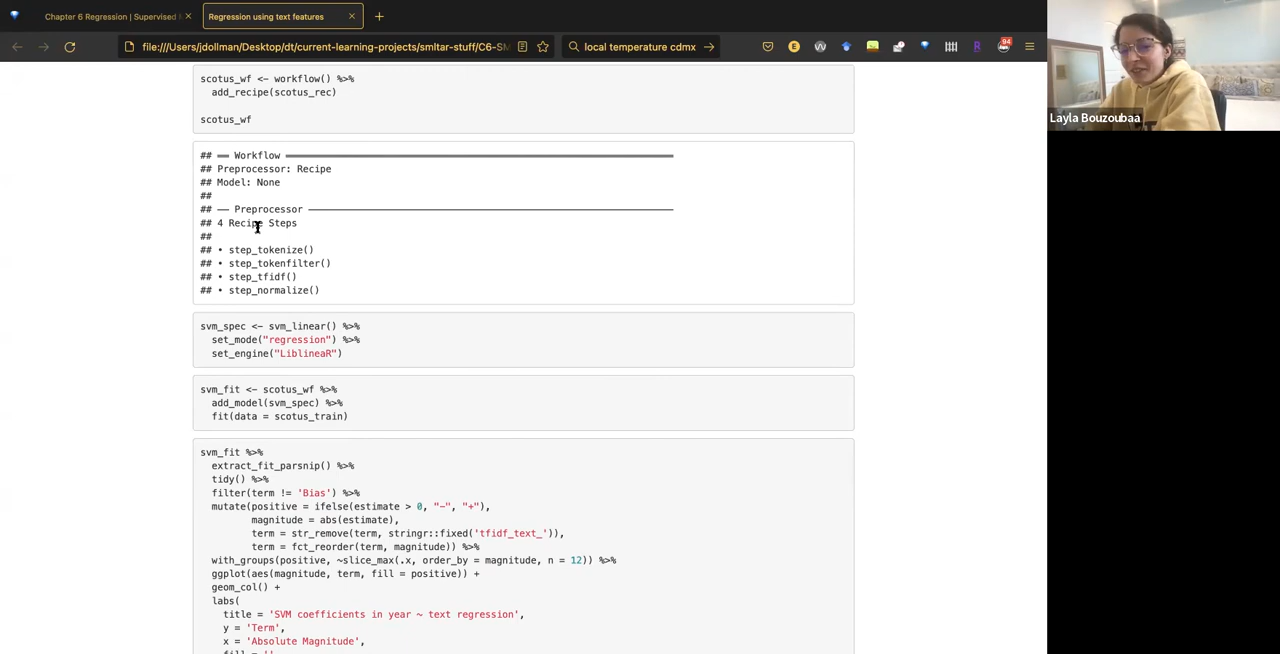 Chapter 6 Regression | Supervised
Regression using text features
file:///Users/jdollman/Desktop/dt/current-learning-projects/smltar-stuff/C6-SM
local temperature cdmx
94
Layla Bouzoubaa
scotus_wf <- workflow() %>%
  add_recipe(scotus_rec)
scotus_wf
## ══ Workflow ════════════════════════════════════════
## Preprocessor: Recipe
## Model: None
##
## ── Preprocessor ────────────────────────────────────────
## 4 Recipe Steps
##
## • step_tokenize()
## • step_tokenfilter()
## • step_tfidf()
## • step_normalize()
svm_spec <- svm_linear() %>%
  set_mode("regression") %>%
  set_engine("LiblineaR")
svm_fit <- scotus_wf %>%
  add_model(svm_spec) %>%
  fit(data = scotus_train)
svm_fit %>%
  extract_fit_parsnip() %>%
  tidy() %>%
  filter(term != 'Bias') %>%
  mutate(positive = ifelse(estimate > 0, "-", "+"),
         magnitude = abs(estimate),
         term = str_remove(term, stringr::fixed('tfidf_text_')),
         term = fct_reorder(term, magnitude)) %>%
  with_groups(positive, ~slice_max(.x, order_by = magnitude, n = 12)) %>%
  ggplot(aes(magnitude, term, fill = positive)) +
  geom_col() +
  labs(
    title = 'SVM coefficients in year ~ text regression',
    y = 'Term',
    x = 'Absolute Magnitude',
    fill = ''